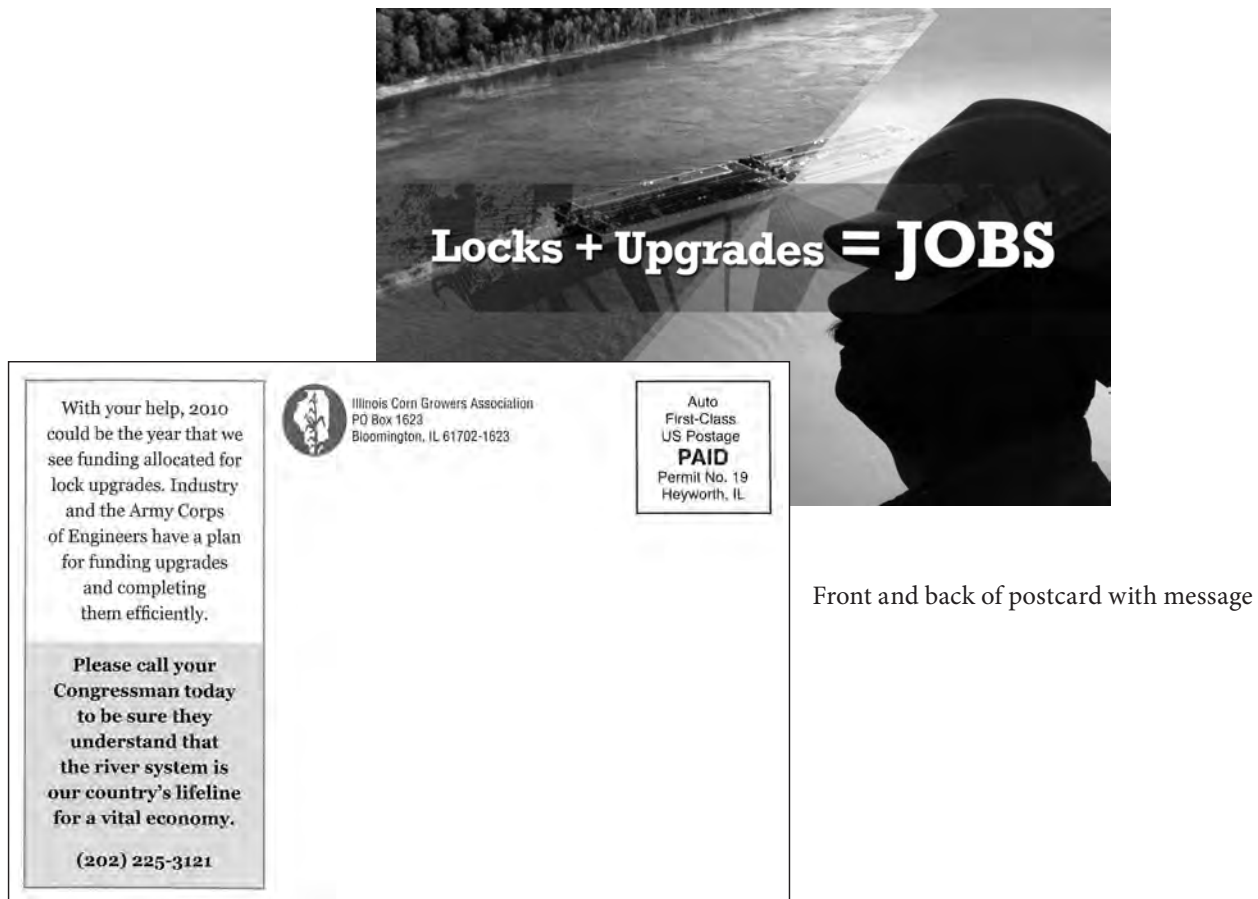 Locks + Upgrades = JOBS
With your help, 2010
could be the year that we
see funding allocated for
lock upgrades. Industry
and the Army Corps
of Engineers have a plan
for funding upgrades
and completing
them efficiently.
Please call your
Congressman today
to be sure they
understand that
the river system is
our country's lifeline
for a vital economy.
(202) 225-3121
Illinois Corn Growers Association
PO Box 1623
Bloomington, IL 61702-1623
Auto
First-Class
US Postage
PAID
Permit No. 19
Heyworth, IL
Front and back of postcard with message